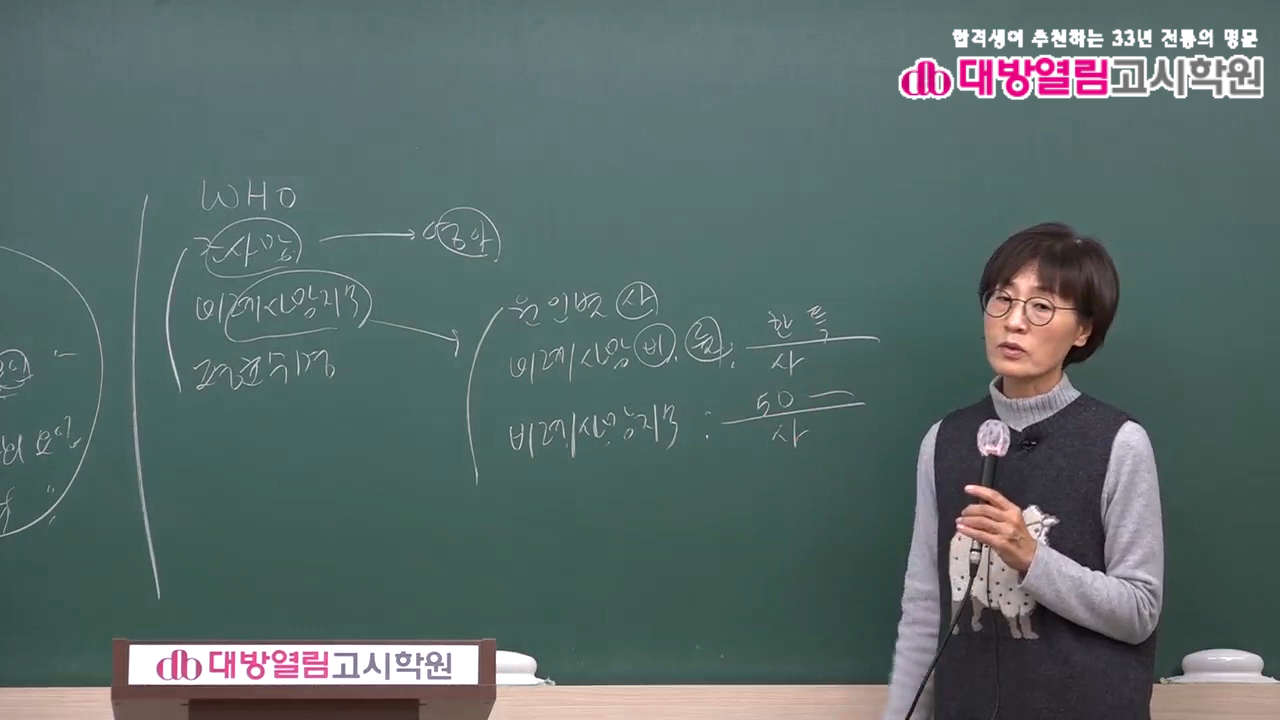 합격생이 추천하는 33년 전통의 명문
대방열림고시학원
WHO
조사망
영아
비례사망지수
평균수명
원인별 사
비례사망비, 율,
한 특
사
비례사망지수 :
50
사
대방열림고시학원